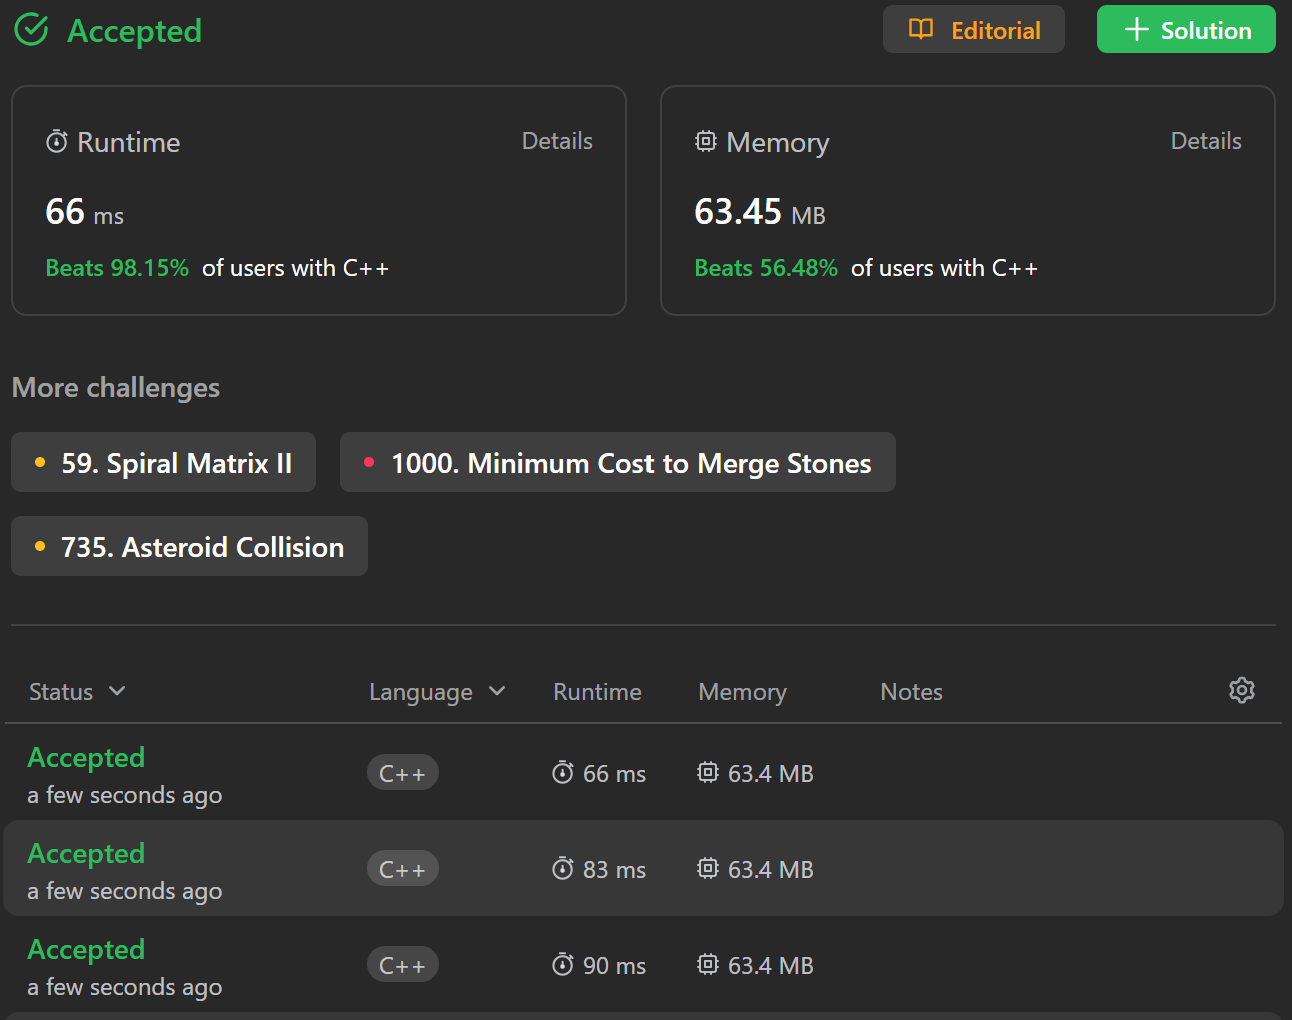 Accepted
Editorial
Solution
Runtime
Details
66 ms
Beats 98.15% of users with C++
Memory
Details
63.45 MB
Beats 56.48% of users with C++
More challenges
59. Spiral Matrix II
1000. Minimum Cost to Merge Stones
735. Asteroid Collision
Status Language Runtime Memory Notes
Accepted
a few seconds ago
C++ 66 ms 63.4 MB
Accepted
a few seconds ago
C++ 83 ms 63.4 MB
Accepted
a few seconds ago
C++ 90 ms 63.4 MB